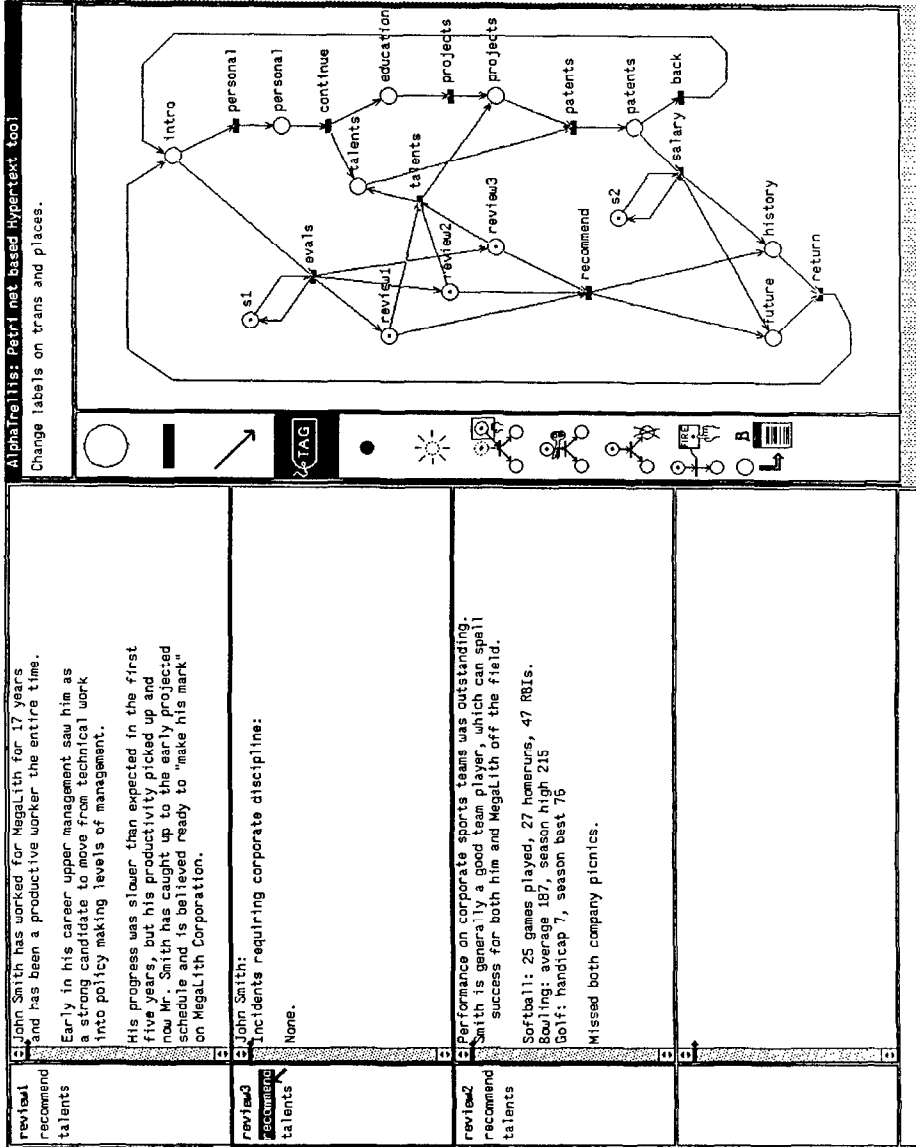 review1
recommend
talents
John Smith has worked for MegaLith for 17 years
and has been a productive worker the entire time.
Early in his career upper management saw him as
a strong candidate to move from technical work
into policy making levels of management.
His progress was slower than expected in the first
five years, but his productivity picked up and
now Mr. Smith has caught up to the early projected
schedule and is believed ready to "make his mark"
on MegaLith Corporation.
review3
recommend
talents
John Smith:
Incidents requiring corporate discipline:
None.
review2
recommend
talents
Performance on corporate sports teams was outstanding.
Smith is generally a good team player, which can spell
success for both him and MegaLith off the field.
Softball: 25 games played, 27 homeruns, 47 RBIs.
Bowling: average 187, season high 215
Golf: handicap 7, season best 76
Missed both company picnics.
AlphaTrellis: Petri net based Hypertext tool
Change labels on trans and places.
TAG
FIRE
B
intro
personal
personal
continue
education
projects
projects
talents
talents
evals
s1
review1
review2
review3
recommend
patents
patents
back
salary
s2
history
future
return